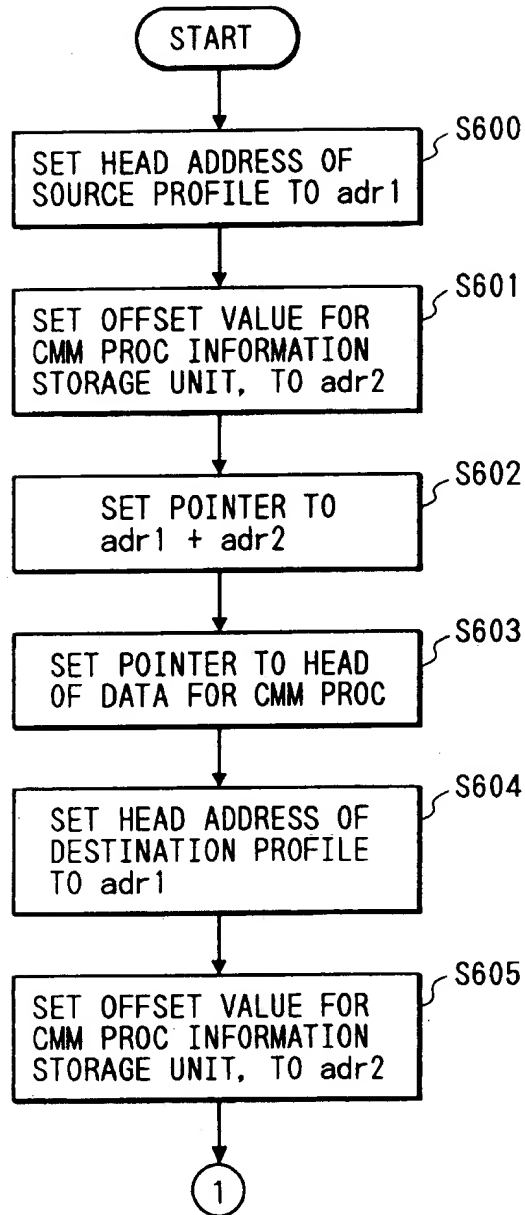 START
S600
SET HEAD ADDRESS OF
SOURCE PROFILE TO adr1
S601
SET OFFSET VALUE FOR
CMM PROC INFORMATION
STORAGE UNIT, TO adr2
S602
SET POINTER TO
adr1 + adr2
S603
SET POINTER TO HEAD
OF DATA FOR CMM PROC
S604
SET HEAD ADDRESS OF
DESTINATION PROFILE
TO adr1
S605
SET OFFSET VALUE FOR
CMM PROC INFORMATION
STORAGE UNIT, TO adr2
1